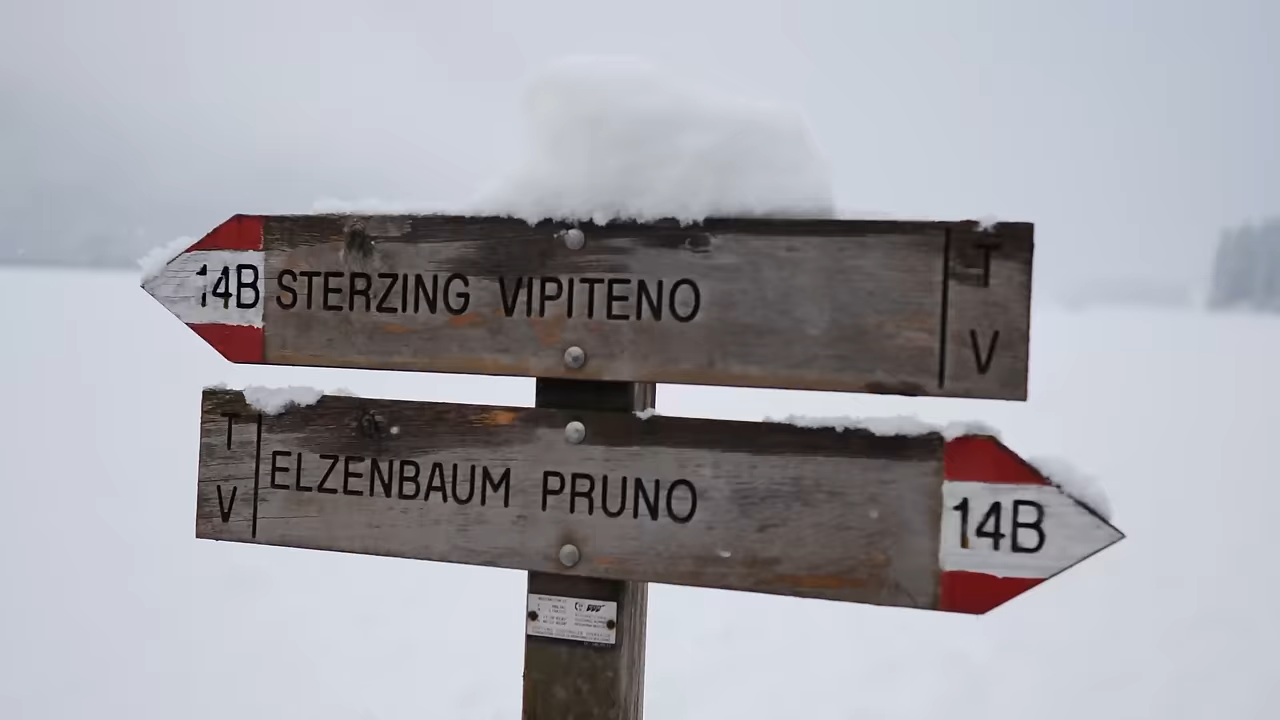 14B STERZING VIPITENO T
V
T
V ELZENBAUM PRUNO 14B